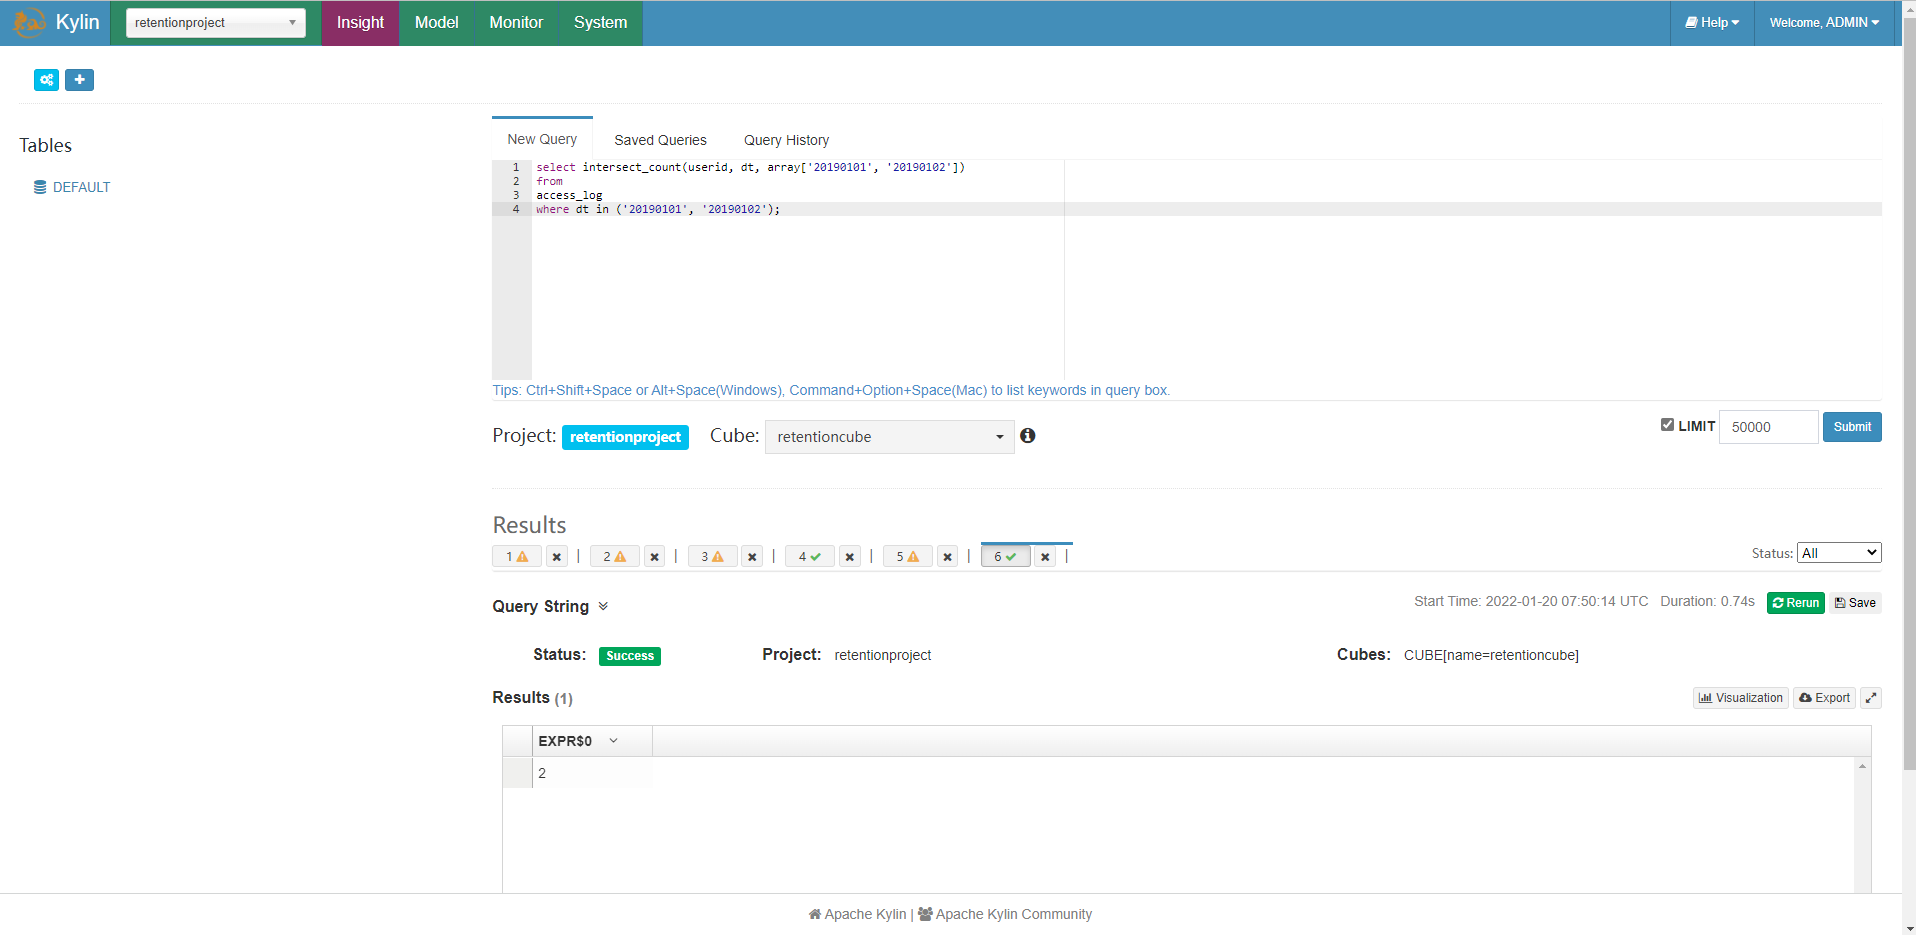 Kylin retentionproject Insight Model Monitor System Help Welcome, ADMIN
Tables
DEFAULT
New Query Saved Queries Query History
1 select intersect_count(userid, dt, array['20190101', '20190102'])
2 from
3 access_log
4 where dt in ('20190101', '20190102');
Tips: Ctrl+Shift+Space or Alt+Space(Windows), Command+Option+Space(Mac) to list keywords in query box.
Project: retentionproject Cube: retentioncube LIMIT 50000 Submit
Results
1 | 2 | 3 | 4 | 5 | 6 | Status: All
Query String Start Time: 2022-01-20 07:50:14 UTC Duration: 0.74s Rerun Save
Status: Success Project: retentionproject Cubes: CUBE[name=retentioncube]
Results (1) Visualization Export
EXPR$0
2
Apache Kylin | Apache Kylin Community